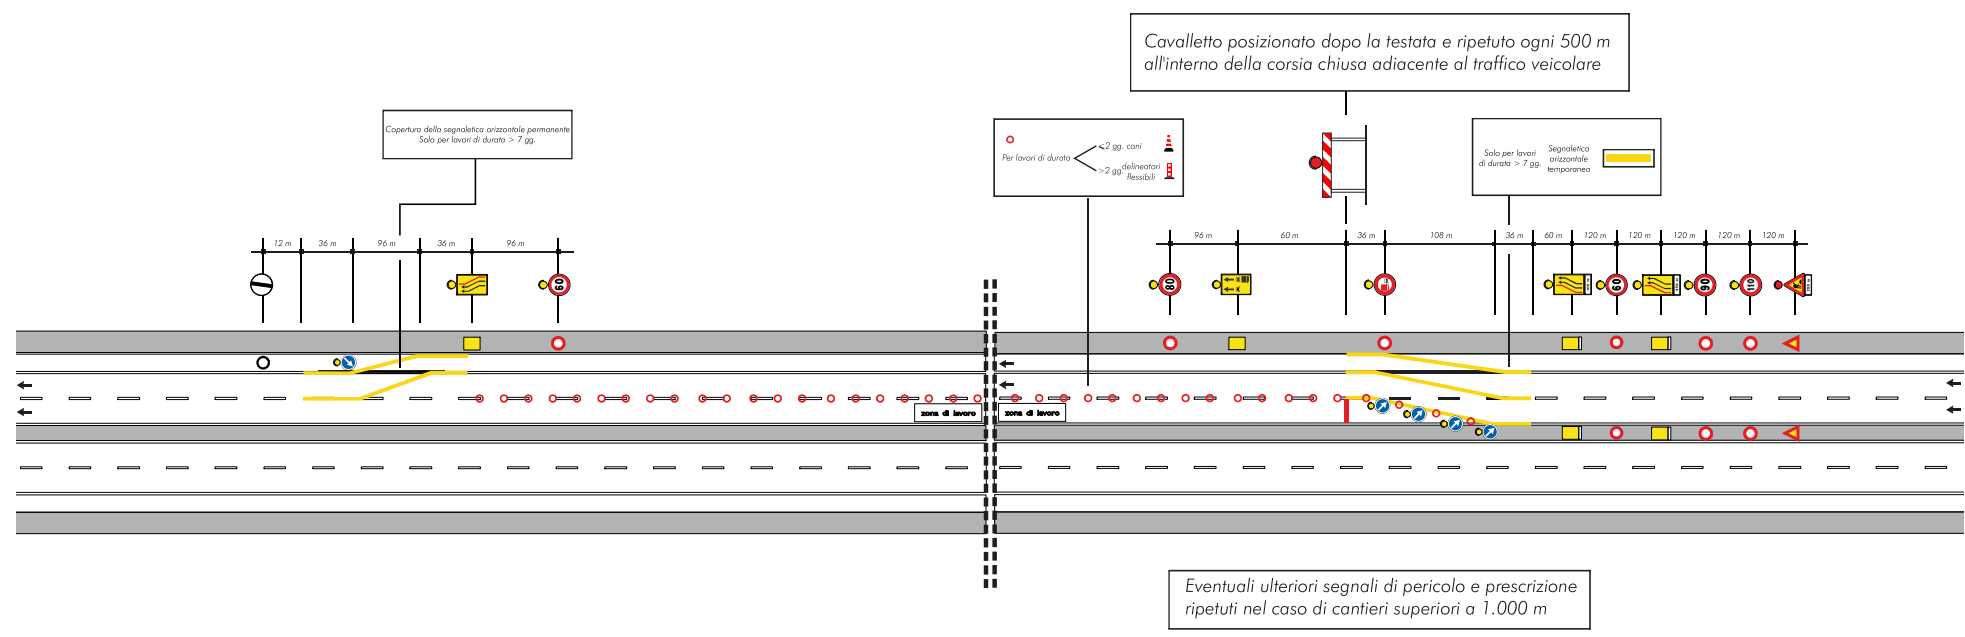 Cavalletto posizionato dopo la testata e ripetuto ogni 500 m
all'interno della corsia chiusa adiacente al traffico veicolare
Copertura della segnaletica orizzontale permanente
Solo per lavori di durata > 7 gg.
Per lavori di durata
<2 gg. coni
>2 gg. delineatori
flessibili
Solo per lavori
di durata > 7 gg.
Segnaletica
orizzontale
temporanea
12 m
36 m
96 m
36 m
96 m
96 m
60 m
36 m
108 m
36 m
60 m
120 m
120 m
120 m
120 m
120 m
60
80
60
90
110
zona di lavoro
zona di lavoro
Eventuali ulteriori segnali di pericolo e prescrizione
ripetuti nel caso di cantieri superiori a 1.000 m